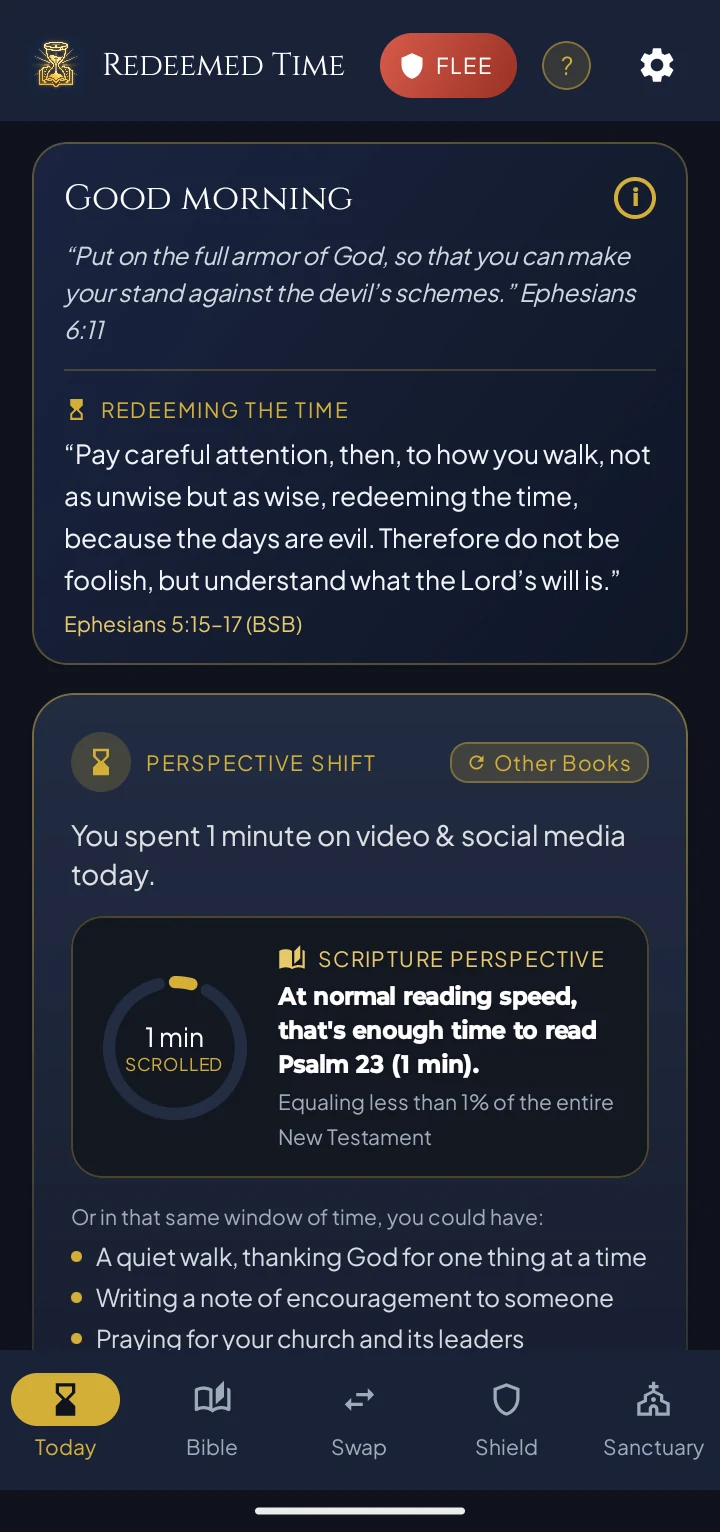 REDEEMED TIME
FLEE
?
GOOD MORNING
i
“Put on the full armor of God, so that you can make
your stand against the devil’s schemes.” Ephesians
6:11
REDEEMING THE TIME
“Pay careful attention, then, to how you walk, not
as unwise but as wise, redeeming the time,
because the days are evil. Therefore do not be
foolish, but understand what the Lord’s will is.”
Ephesians 5:15–17 (BSB)
PERSPECTIVE SHIFT
Other Books
You spent 1 minute on video & social media
today.
1 min
SCROLLED
SCRIPTURE PERSPECTIVE
At normal reading speed,
that's enough time to read
Psalm 23 (1 min).
Equaling less than 1% of the entire
New Testament
Or in that same window of time, you could have:
A quiet walk, thanking God for one thing at a time
Writing a note of encouragement to someone
Praying for your church and its leaders
Today
Bible
Swap
Shield
Sanctuary